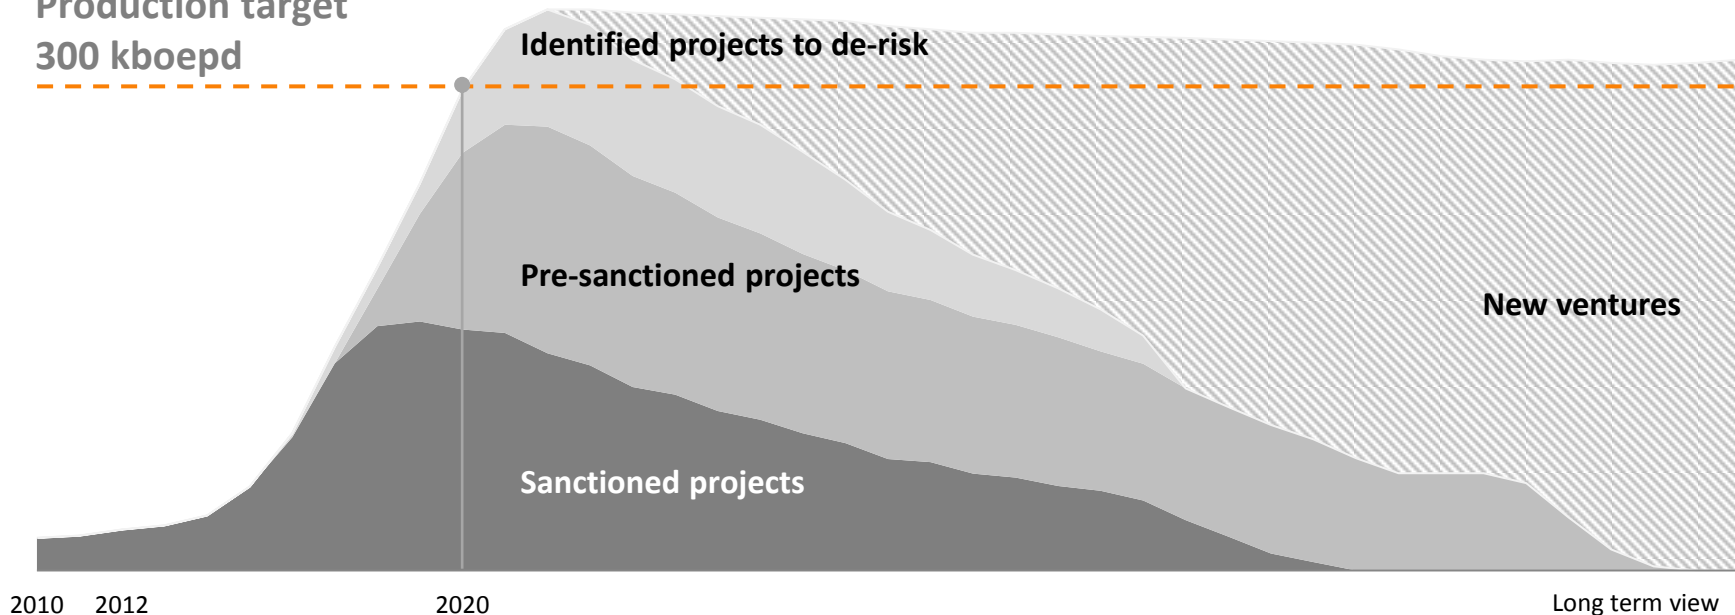 Production target
300 kboepd
Identified projects to de-risk
Pre-sanctioned projects
New ventures
Sanctioned projects
2010 2012 2020 Long term view